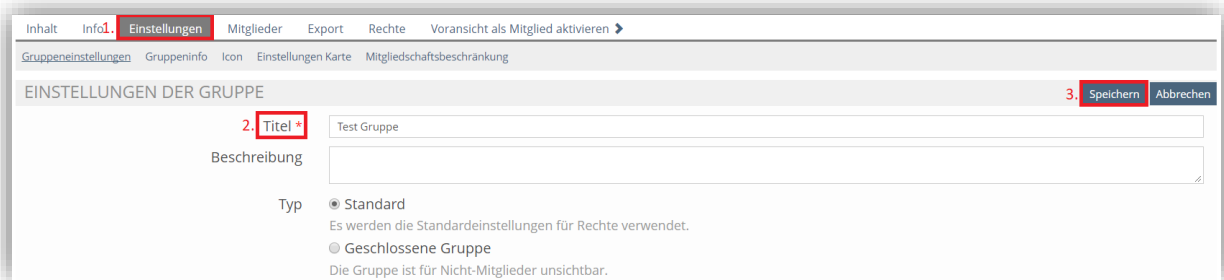 Inhalt Info 1. Einstellungen Mitglieder Export Rechte Voransicht als Mitglied aktivieren
Gruppeneinstellungen Gruppeninfo Icon Einstellungen Karte Mitgliedschaftsbeschränkung
EINSTELLUNGEN DER GRUPPE 3. Speichern Abbrechen
2. Titel * Test Gruppe
Beschreibung
Typ Standard
Es werden die Standardeinstellungen für Rechte verwendet.
Geschlossene Gruppe
Die Gruppe ist für Nicht-Mitglieder unsichtbar.